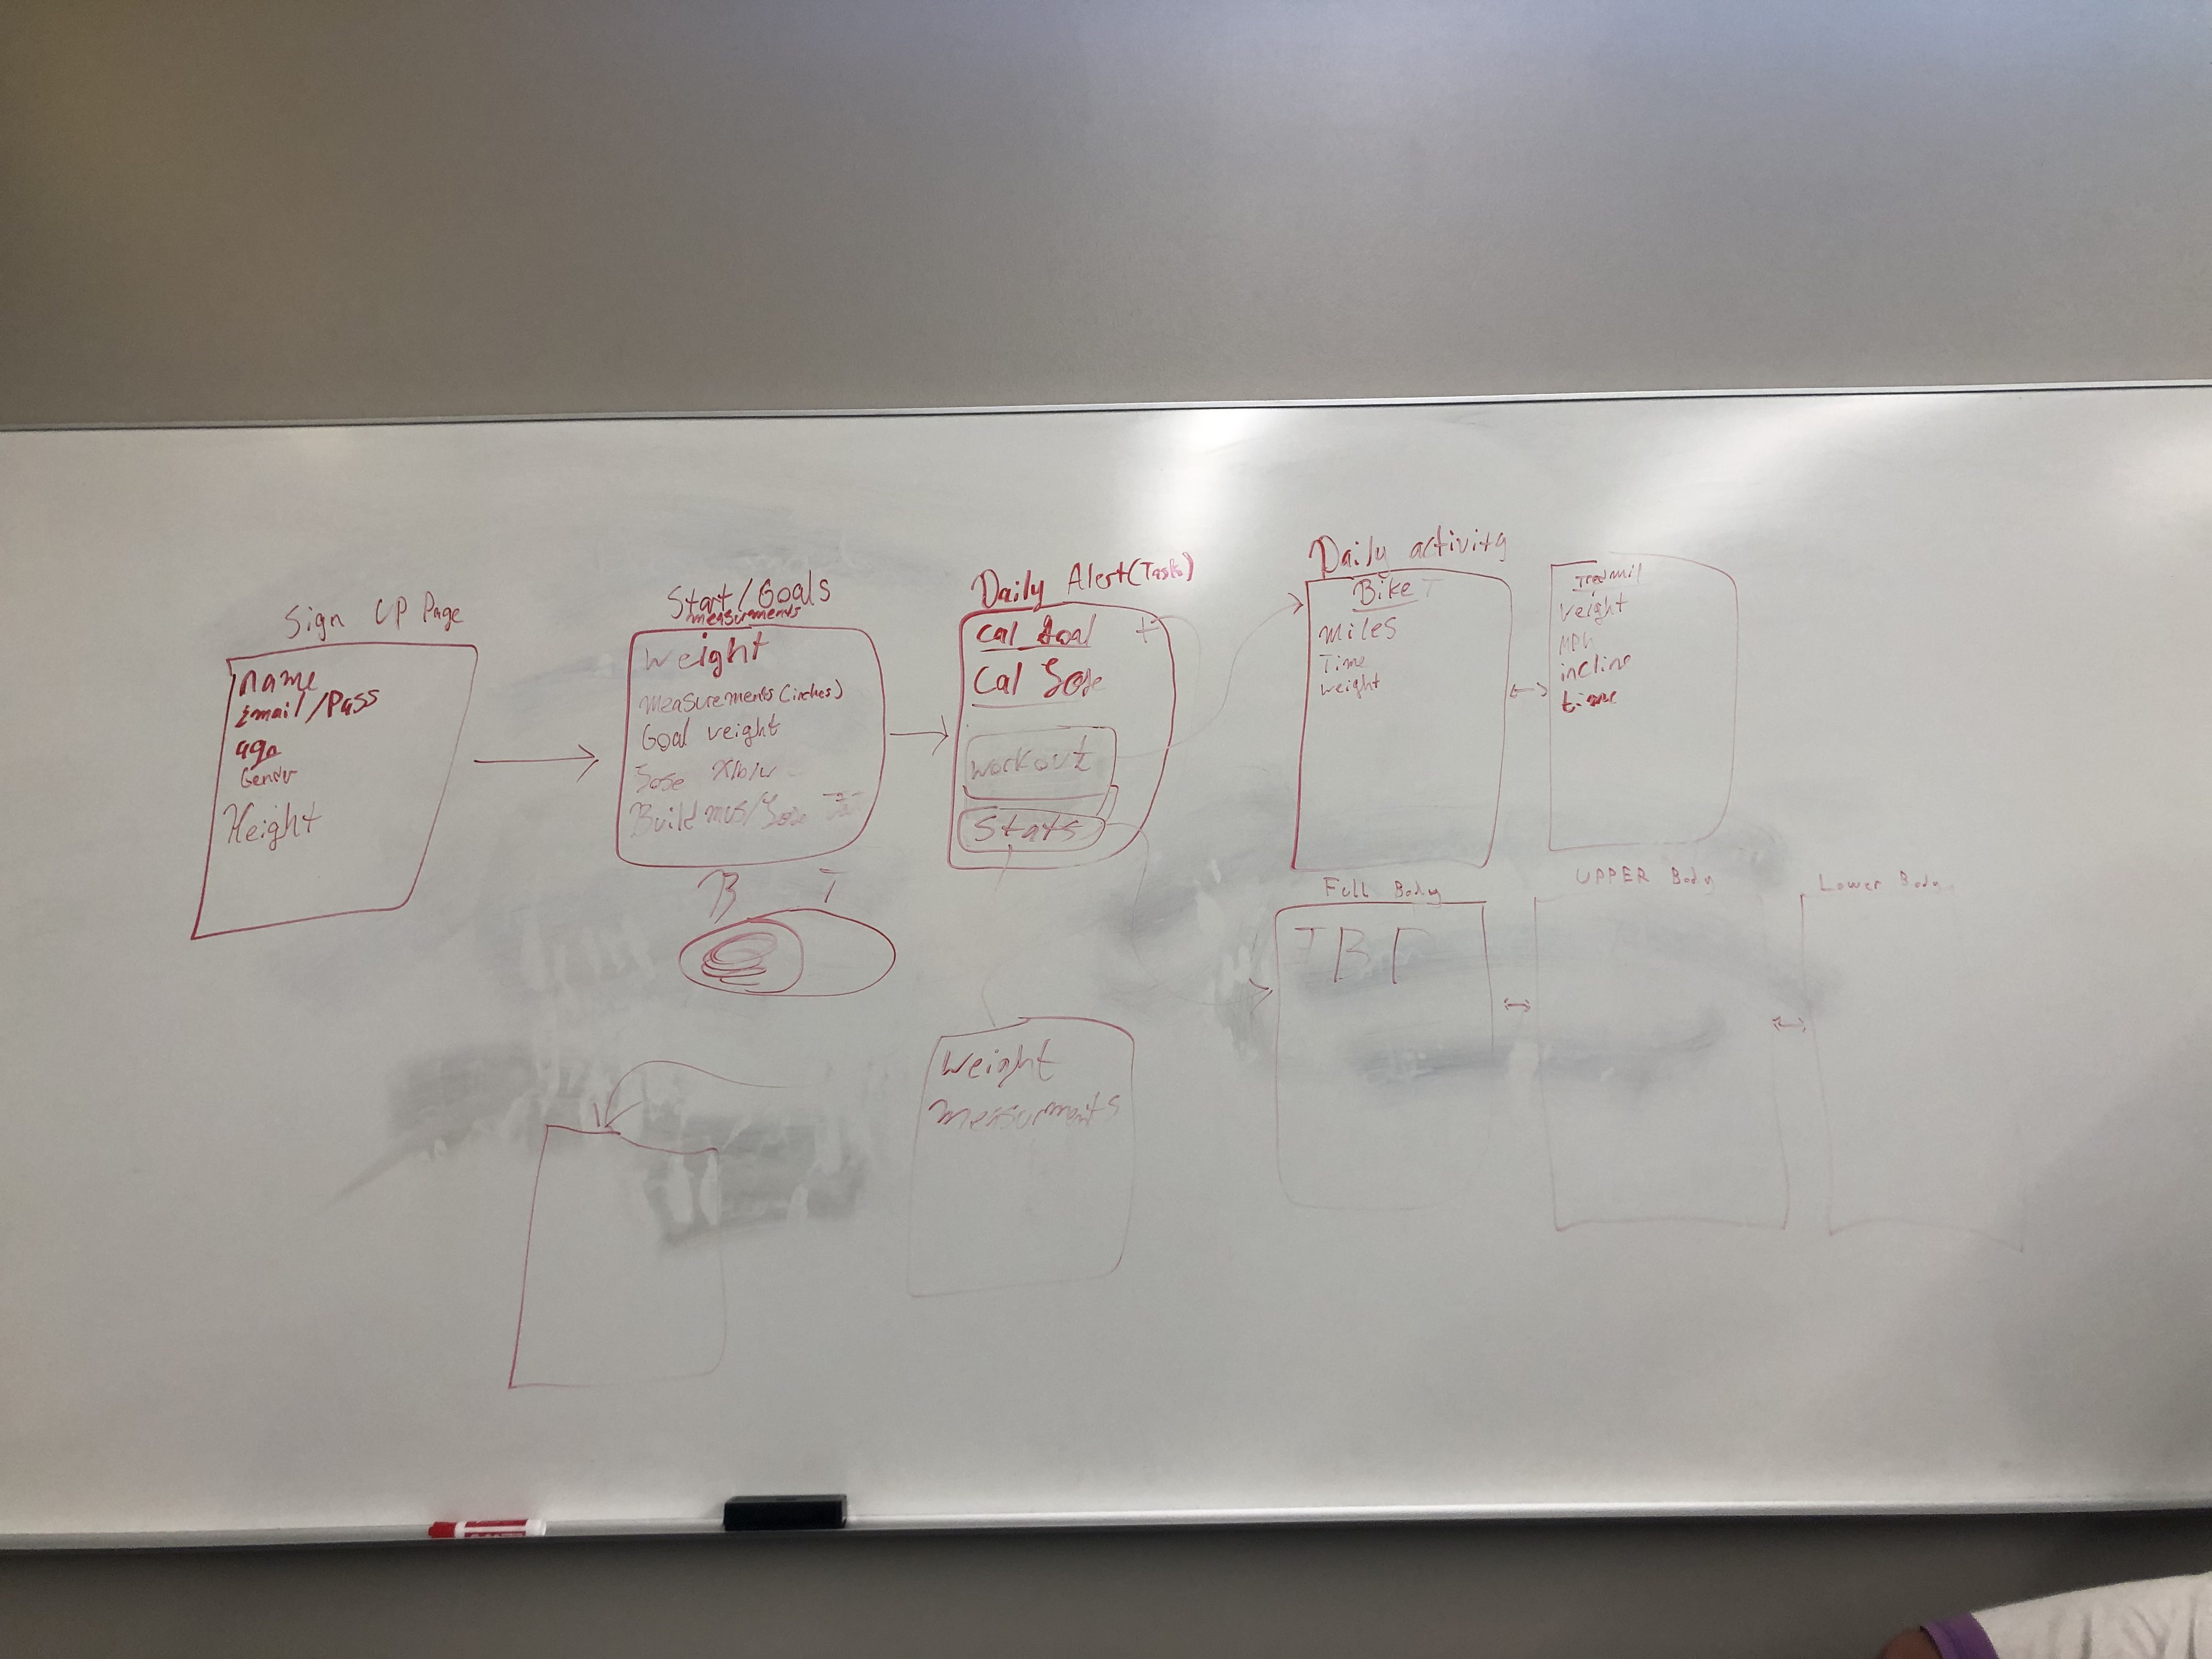 Sign UP Page
name
Email/Pass
age
Gender
Height
Start/Goals
measurements
Weight
measurements (inches)
Goal weight
Lose X lb/w
Build mus/Lose
B T
Daily Alert (Tasks)
Cal Goal +
Cal Lose
workout
Stats
Weight
measurments
Daily activity
Bike T
miles
Time
weight
Treadmil
weight
MPH
incline
time
Full Body
UPPER Body
Lower Body